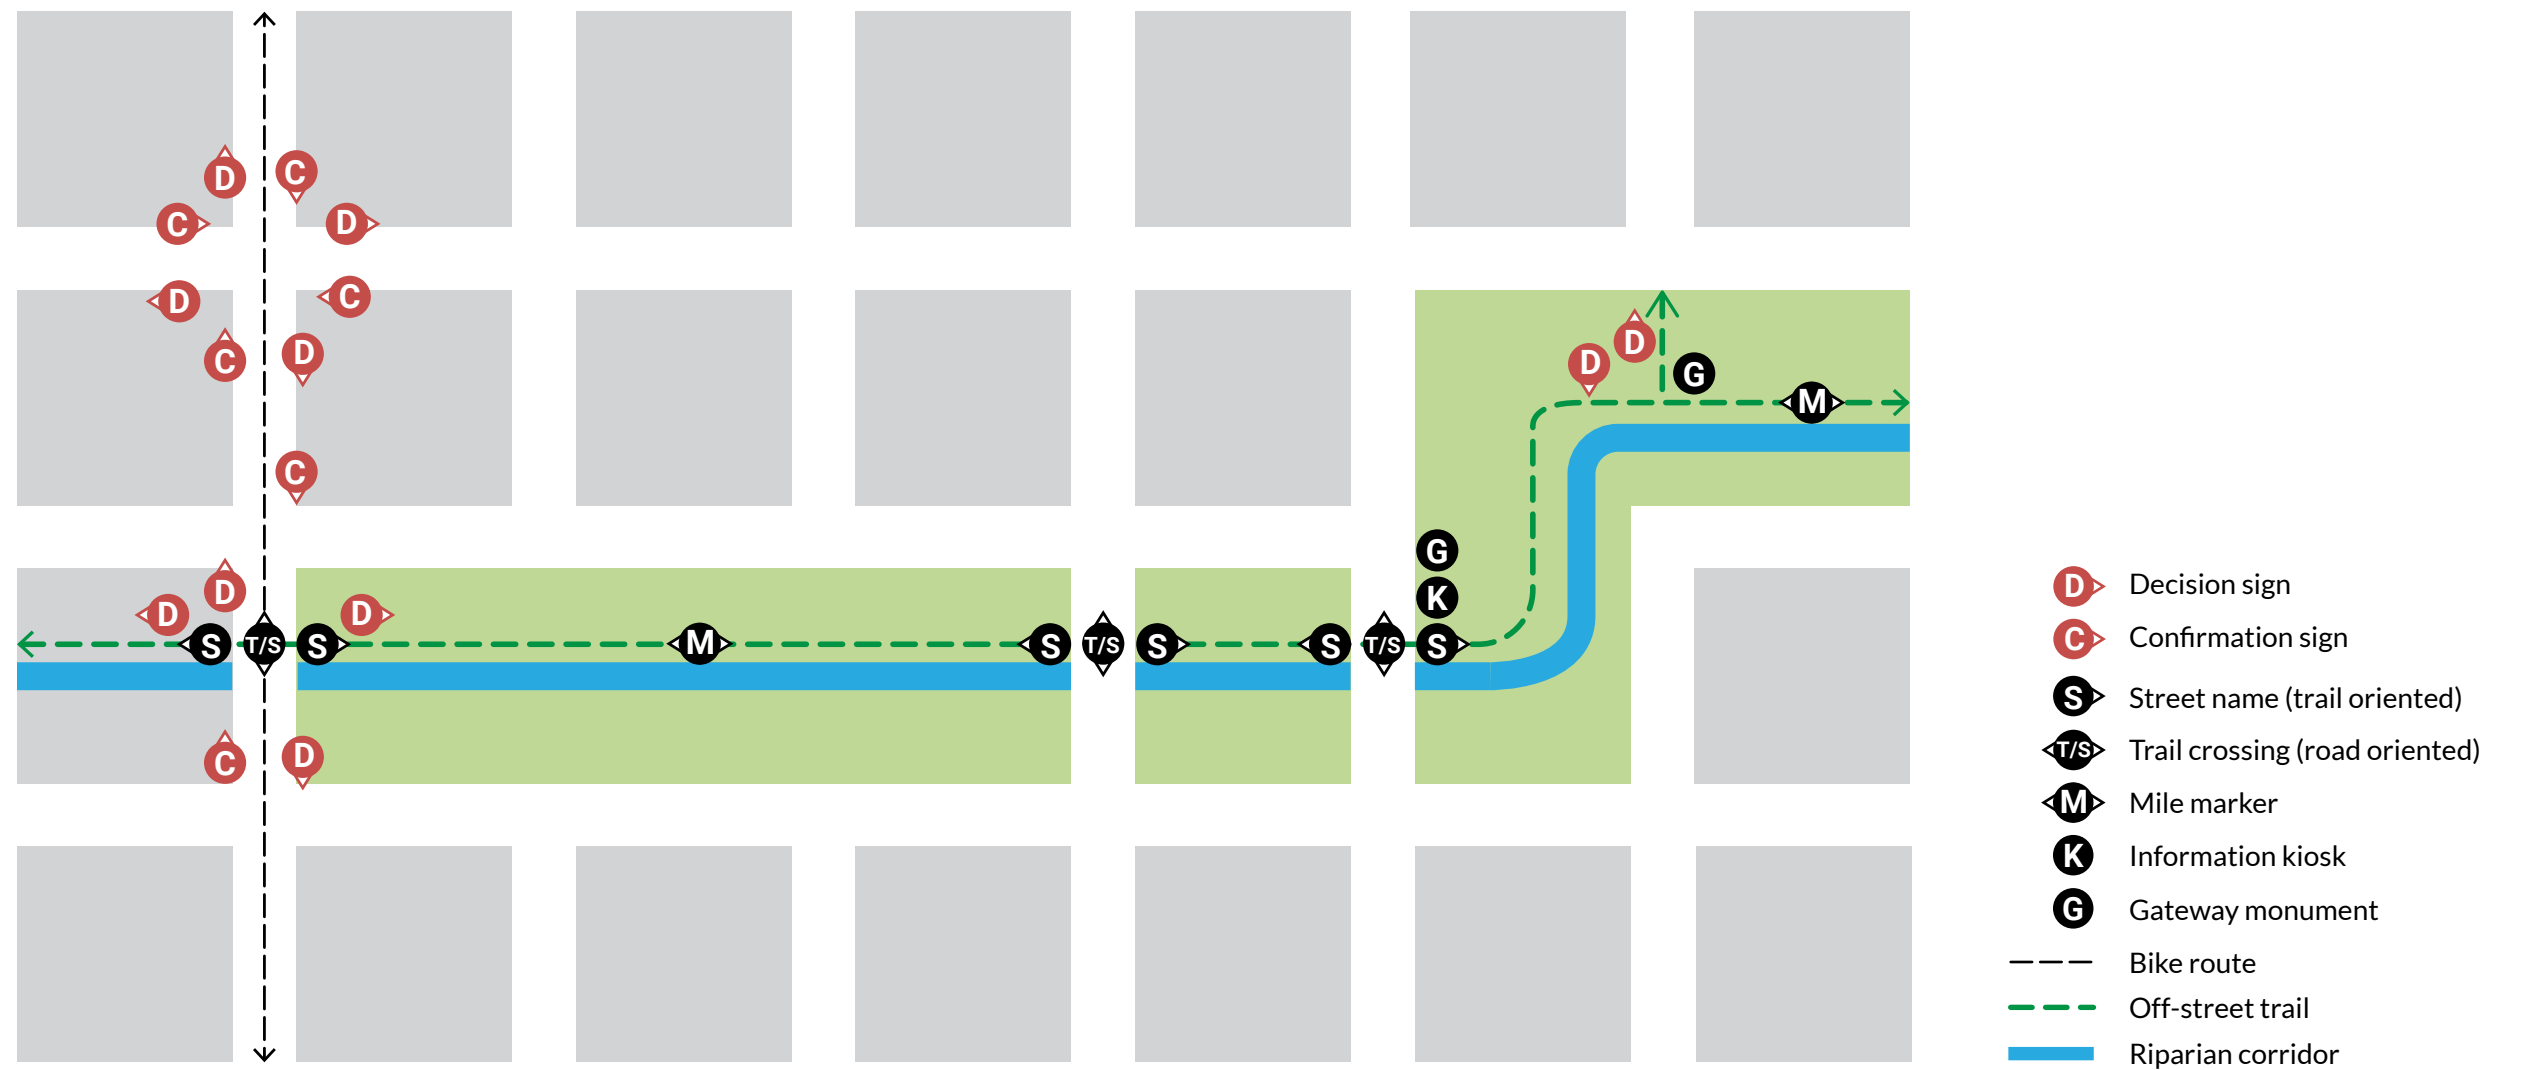 C
D
C
D
D
C
C
D
D
D
G
M
C
G
D
K
D
D
S
T/S
S
M
S
T/S
S
S
T/S
S
C
D
D Decision sign
C Confirmation sign
S Street name (trail oriented)
T/S Trail crossing (road oriented)
M Mile marker
K Information kiosk
G Gateway monument
Bike route
Off-street trail
Riparian corridor